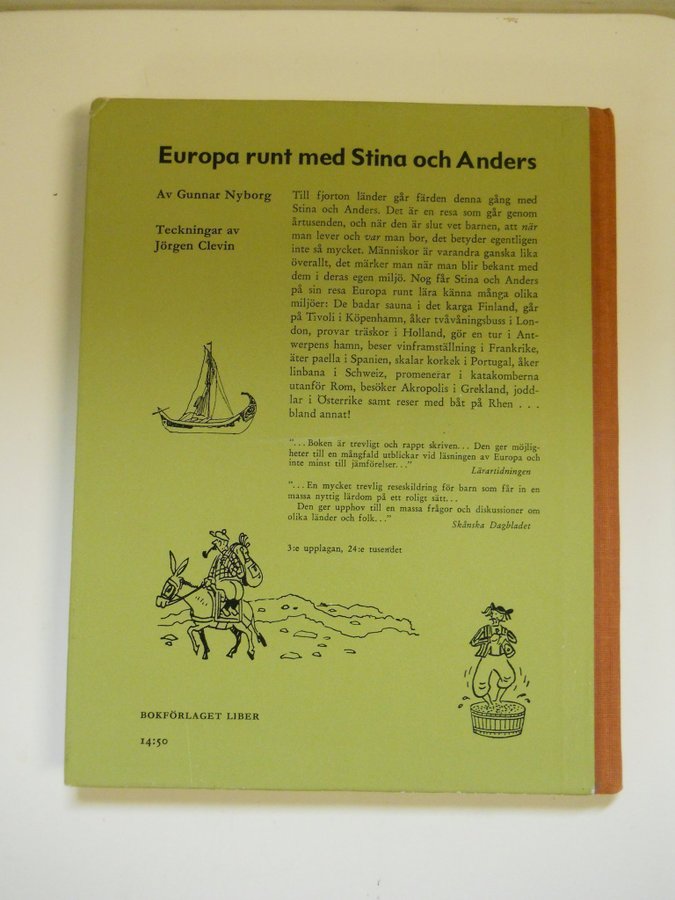 Europa runt med Stina och Anders
Av Gunnar Nyborg
Teckningar av
Jörgen Clevin
Till fjorton länder går färden denna gång med
Stina och Anders. Det är en resa som går genom
årtusenden, och när den är slut vet barnen, att när
man lever och var man bor, det betyder egentligen
inte så mycket. Människor är varandra ganska lika
överallt, det märker man när man blir bekant med
dem i deras egen miljö. Nog får Stina och Anders
på sin resa Europa runt lära känna många olika
miljöer: De badar sauna i det karga Finland, går
på Tivoli i Köpenhamn, åker tvåvåningsbuss i Lon-
don, provar träskor i Holland, gör en tur i Ant-
werpens hamn, beser vinframställning i Frankrike,
äter paella i Spanien, skalar korkek i Portugal, åker
linbana i Schweiz, promenerar i katakomberna
utanför Rom, besöker Akropolis i Grekland, jodd-
lar i Österrike samt reser med båt på Rhen . . .
bland annat!
"... Boken är trevligt och rappt skriven... Den ger möjlig-
heter till en mångfald utblickar vid läsningen av Europa och
inte minst till jämförelser..."
Lärartidningen
"... En mycket trevlig reseskildring för barn som får in en
massa nyttig lärdom på ett roligt sätt...
Den ger upphov till en massa frågor och diskussioner om
olika länder och folk..."
Skånska Dagbladet
3:e upplagan, 24:e tusendet
BOKFÖRLAGET LIBER
14:50